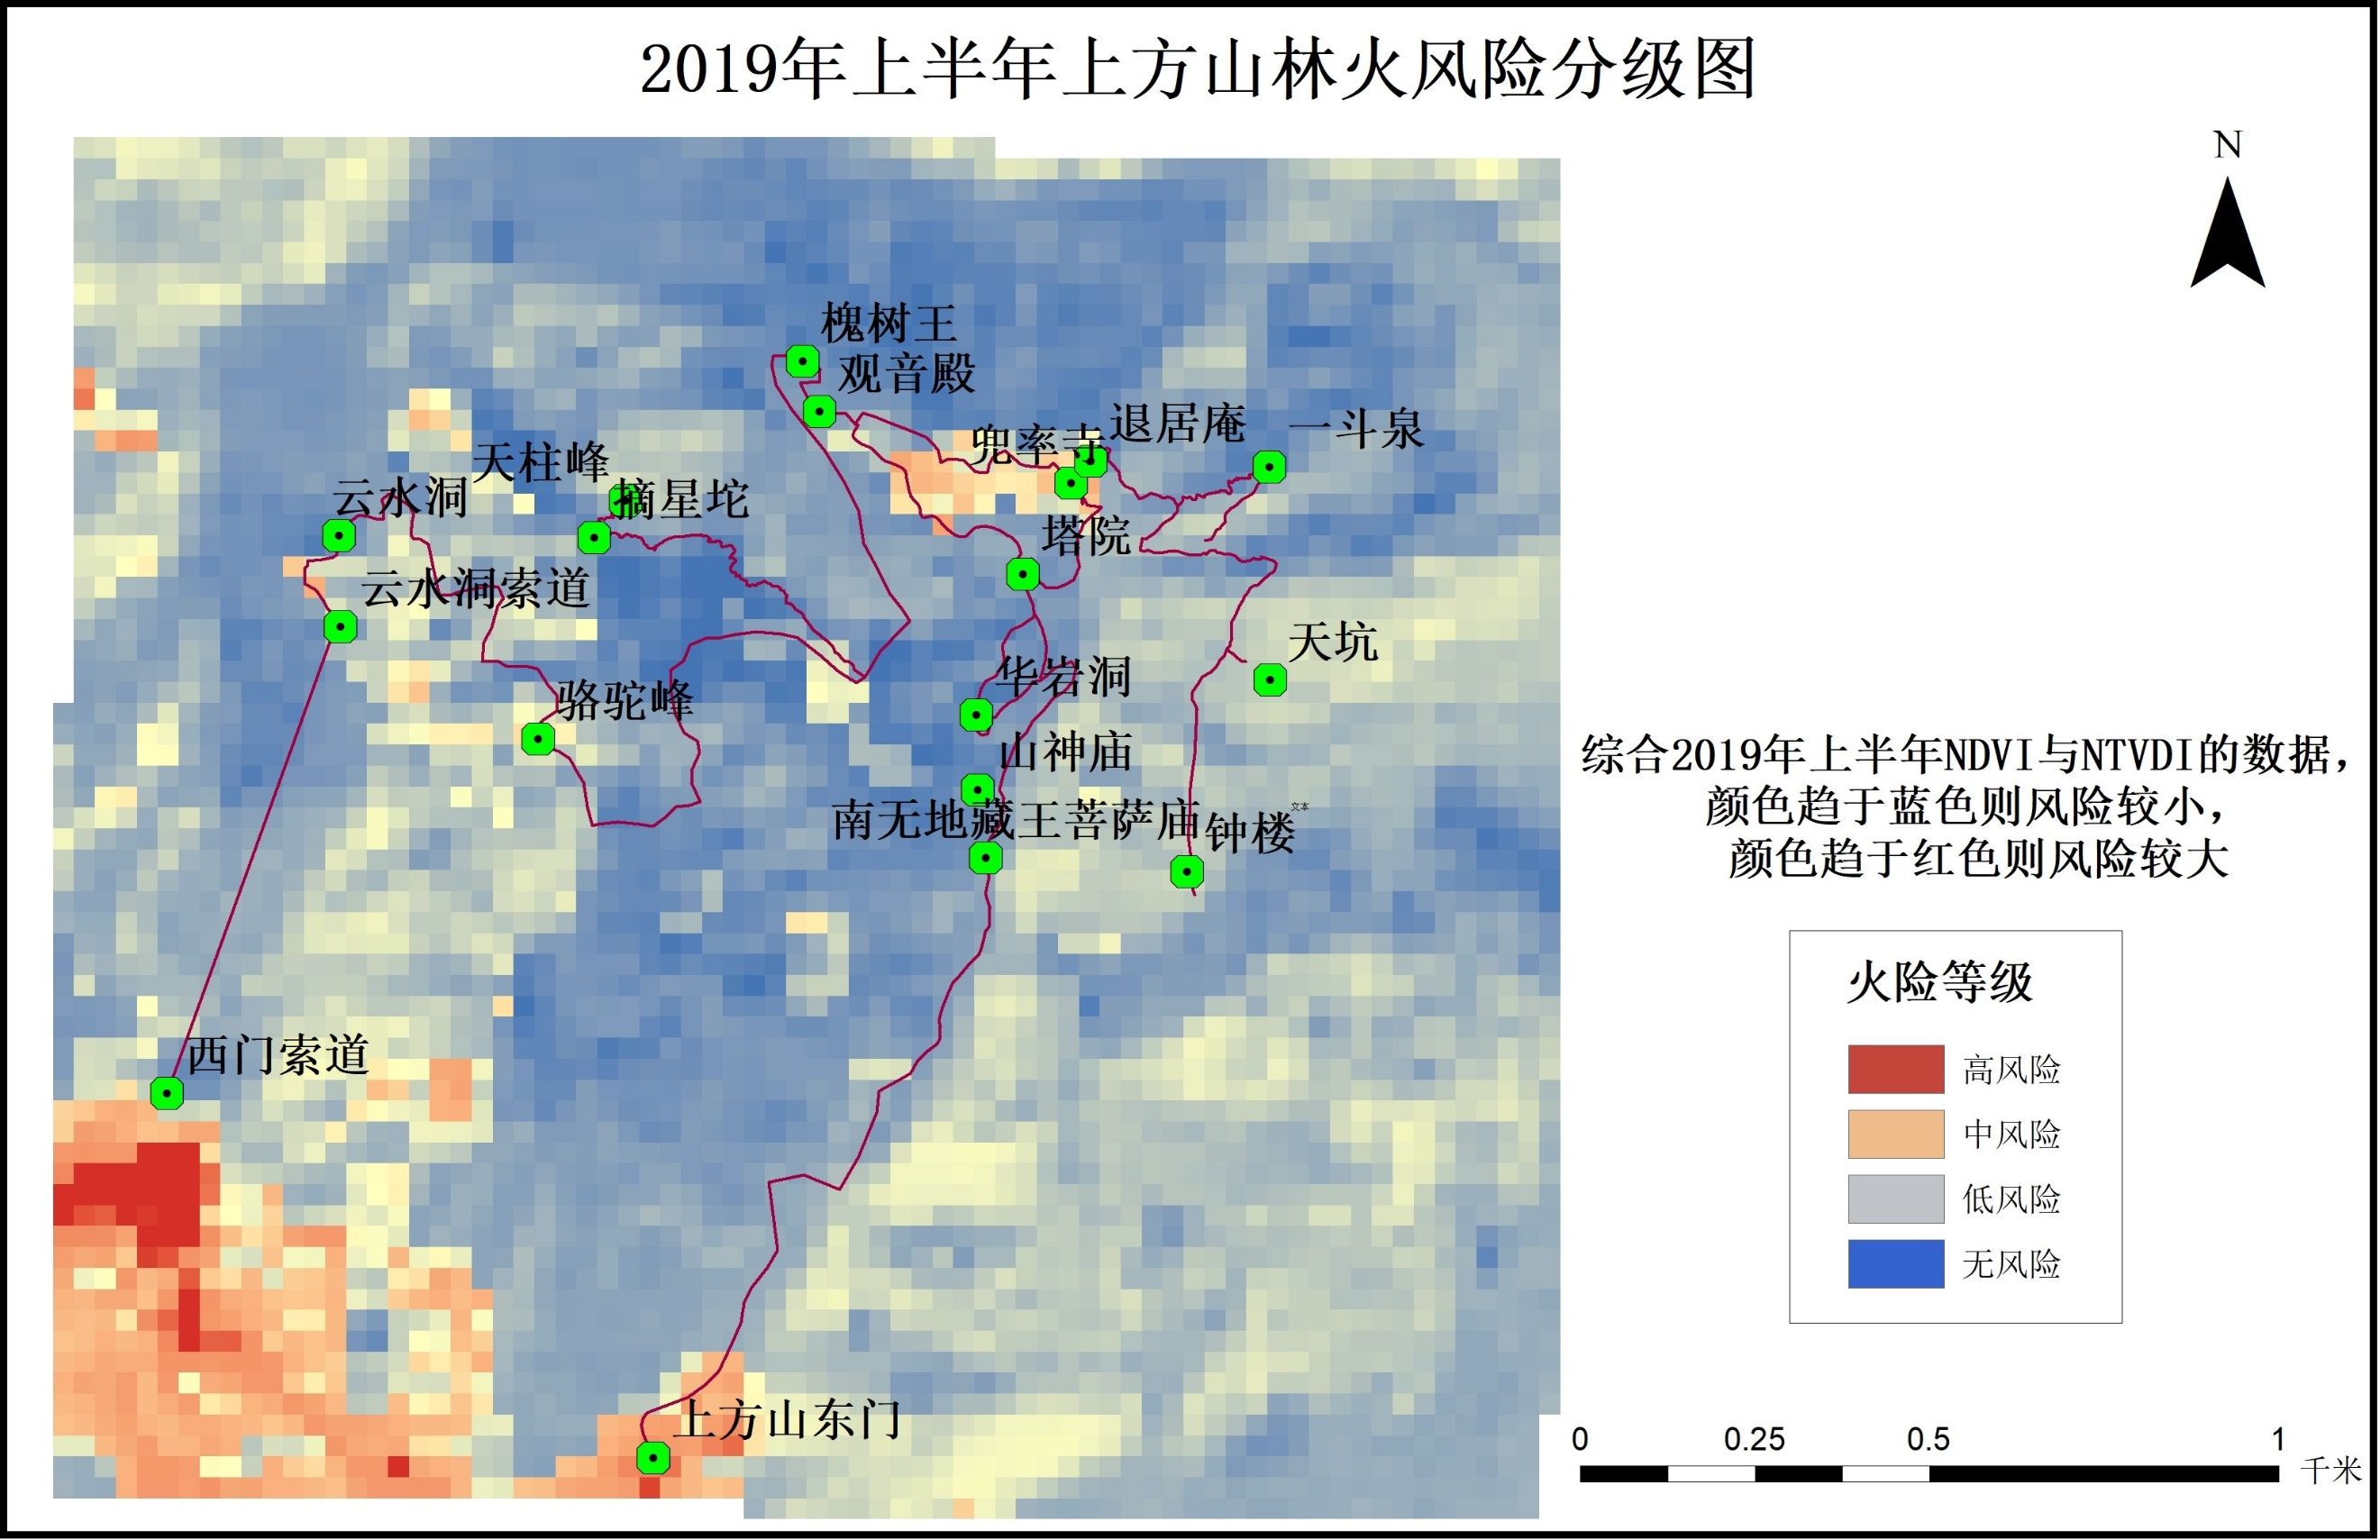 2019年上半年上方山林火风险分级图
N
槐树王
观音殿
兜率寺
退居庵
一斗泉
天柱峰
云水洞
摘星坨
塔院
云水洞索道
天坑
华岩洞
骆驼峰
山神庙
南无地藏王菩萨庙
钟楼
文本
综合2019年上半年NDVI与NTVDI的数据，
颜色趋于蓝色则风险较小，
颜色趋于红色则风险较大
火险等级
高风险
中风险
低风险
无风险
西门索道
上方山东门
0 0.25 0.5 1
千米